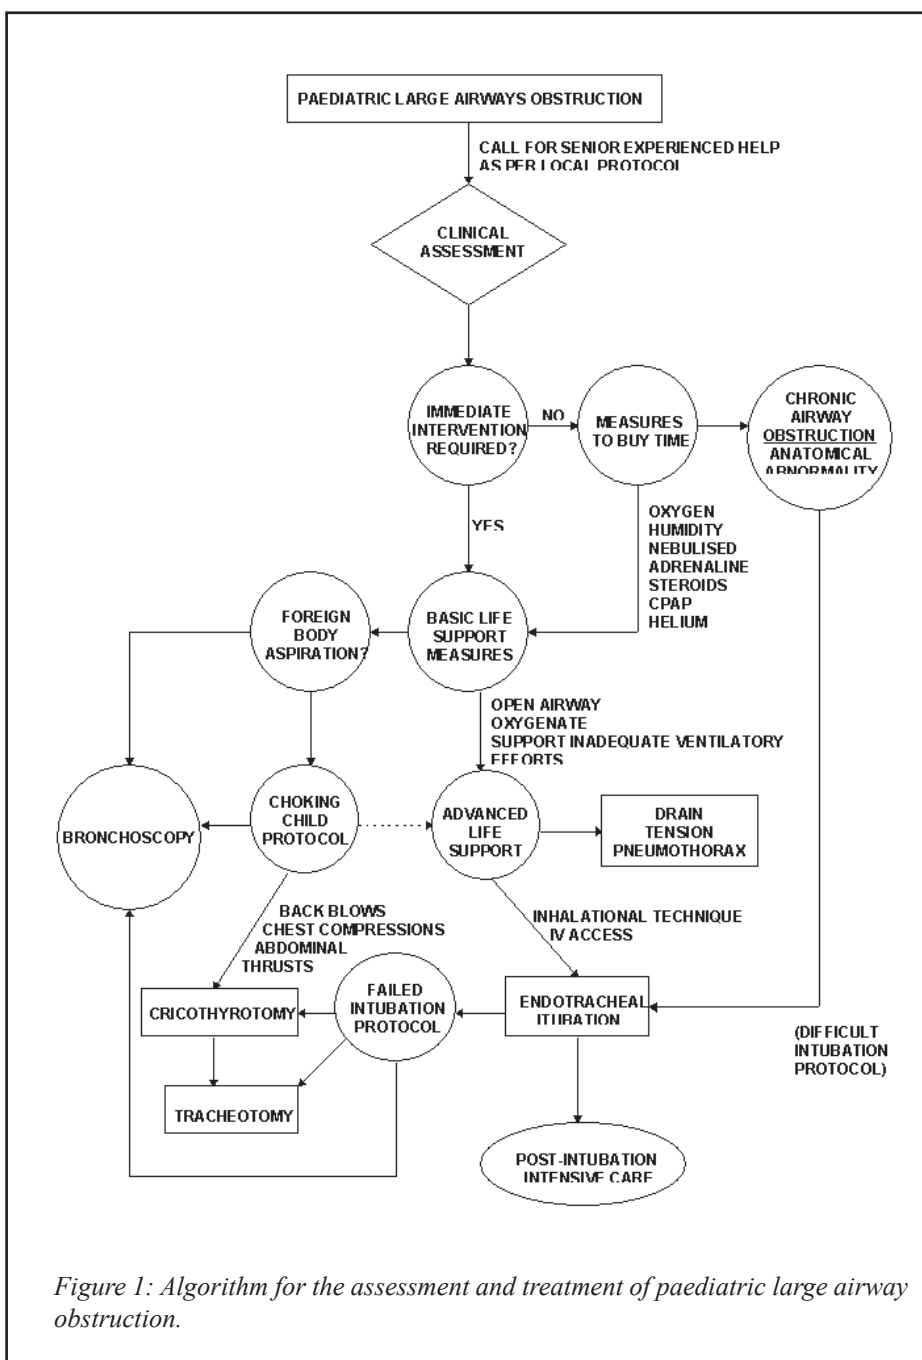 PAEDIATRIC LARGE AIRWAYS OBSTRUCTION
CALL FOR SENIOR EXPERIENCED HELP
AS PER LOCAL PROTOCOL
CLINICAL
ASSESSMENT
IMMEDIATE
INTERVENTION
REQUIRED?
NO
MEASURES
TO BUY TIME
CHRONIC
AIRWAY
OBSTRUCTION
ANATOMICAL
ABNORMALITY
YES
OXYGEN
HUMIDITY
NEBULISED
ADRENALINE
STEROIDS
CPAP
HELIUM
FOREIGN
BODY
ASPIRATION?
BASIC LIFE
SUPPORT
MEASURES
OPEN AIRWAY
OXYGENATE
SUPPORT INADEQUATE VENTILATORY
EFFORTS
BRONCHOSCOPY
CHOKING
CHILD
PROTOCOL
ADVANCED
LIFE
SUPPORT
DRAIN
TENSION
PNEUMOTHORAX
BACK BLOWS
CHEST COMPRESSIONS
ABDOMINAL
THRUSTS
INHALATIONAL TECHNIQUE
IV ACCESS
CRICOTHYROTOMY
FAILED
INTUBATION
PROTOCOL
ENDOTRACHEAL
ITUBATION
(DIFFICULT
INTUBATION
PROTOCOL)
TRACHEOTOMY
POST-INTUBATION
INTENSIVE CARE
Figure 1: Algorithm for the assessment and treatment of paediatric large airway
obstruction.